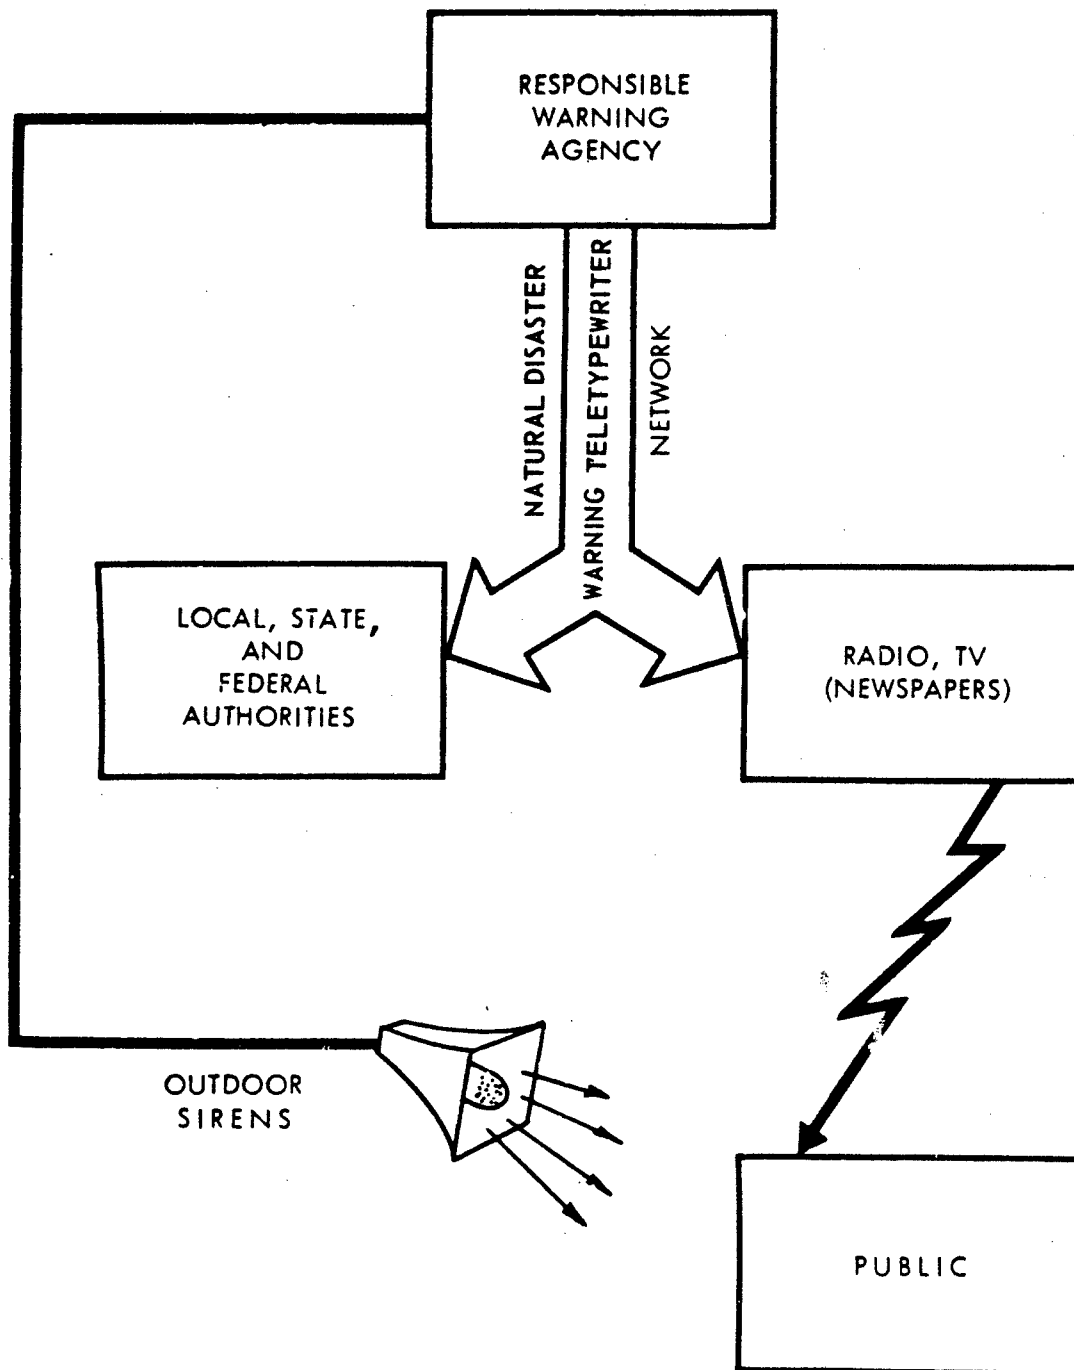 RESPONSIBLE
WARNING
AGENCY
NATURAL DISASTER
WARNING TELETYPEWRITER
NETWORK
LOCAL, STATE,
AND
FEDERAL
AUTHORITIES
RADIO, TV
(NEWSPAPERS)
OUTDOOR
SIRENS
PUBLIC